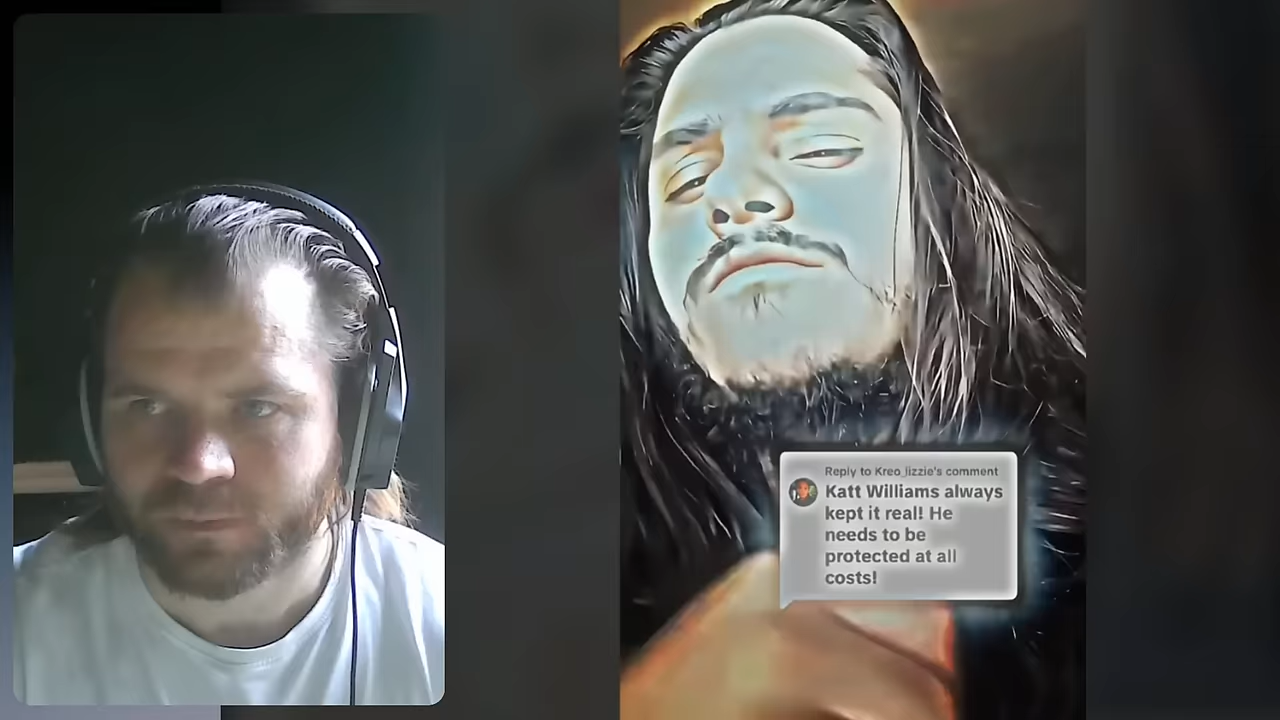 Reply to Kreo_lizzie's comment
Katt Williams always
kept it real! He
needs to be
protected at all
costs!